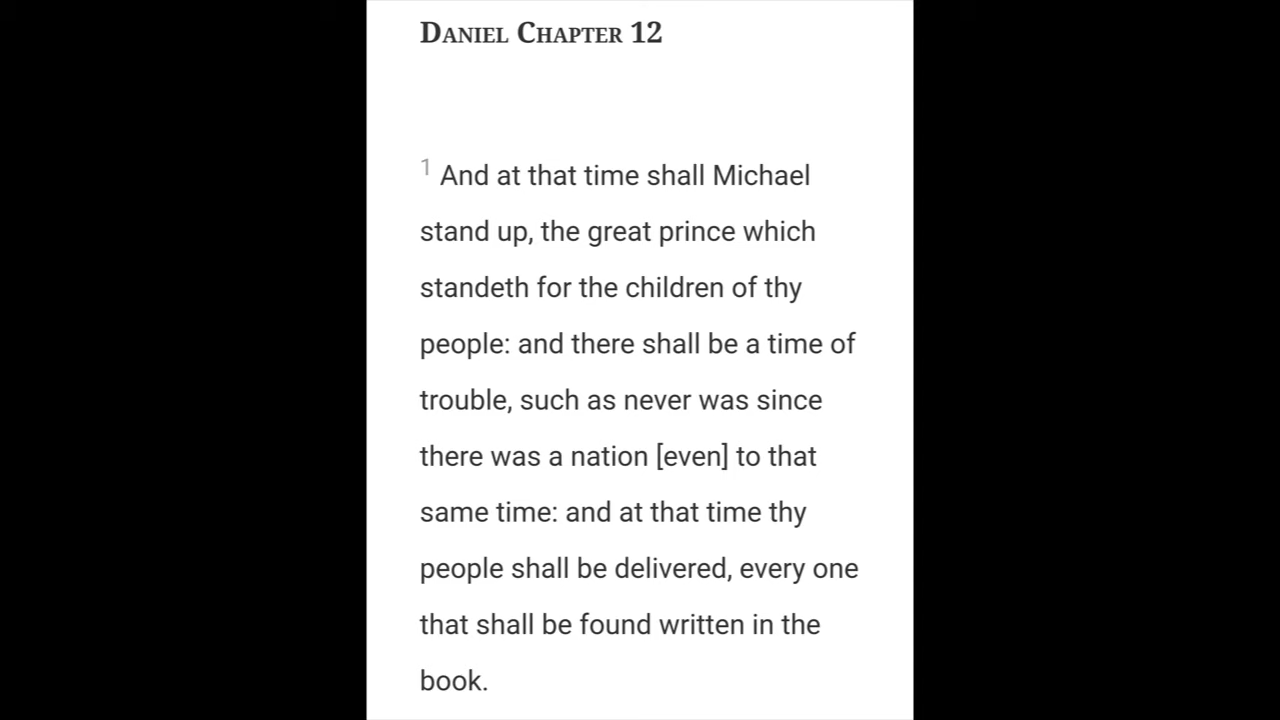 Daniel Chapter 12
1 And at that time shall Michael
stand up, the great prince which
standeth for the children of thy
people: and there shall be a time of
trouble, such as never was since
there was a nation [even] to that
same time: and at that time thy
people shall be delivered, every one
that shall be found written in the
book.